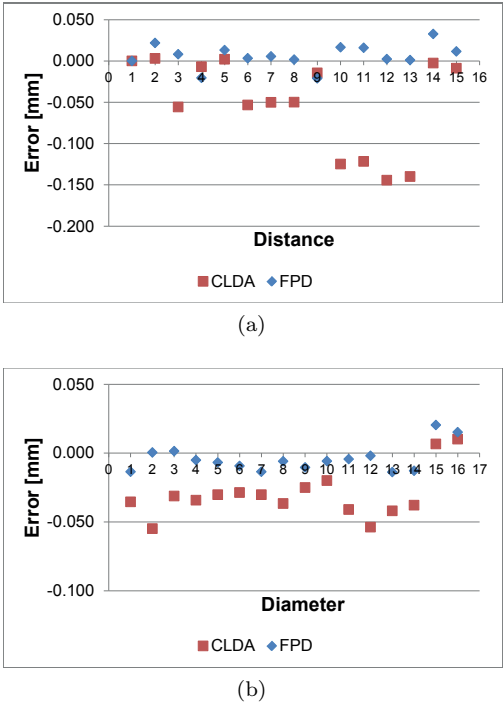 0.050
0.000
-0.050
-0.100
-0.150
-0.200
0 1 2 3 4 5 6 7 8 9 10 11 12 13 14 15 16
Error [mm]
Distance
CLDA FPD
(a)
0.050
0.000
-0.050
-0.100
0 1 2 3 4 5 6 7 8 9 10 11 12 13 14 15 16 17
Error [mm]
Diameter
CLDA FPD
(b)